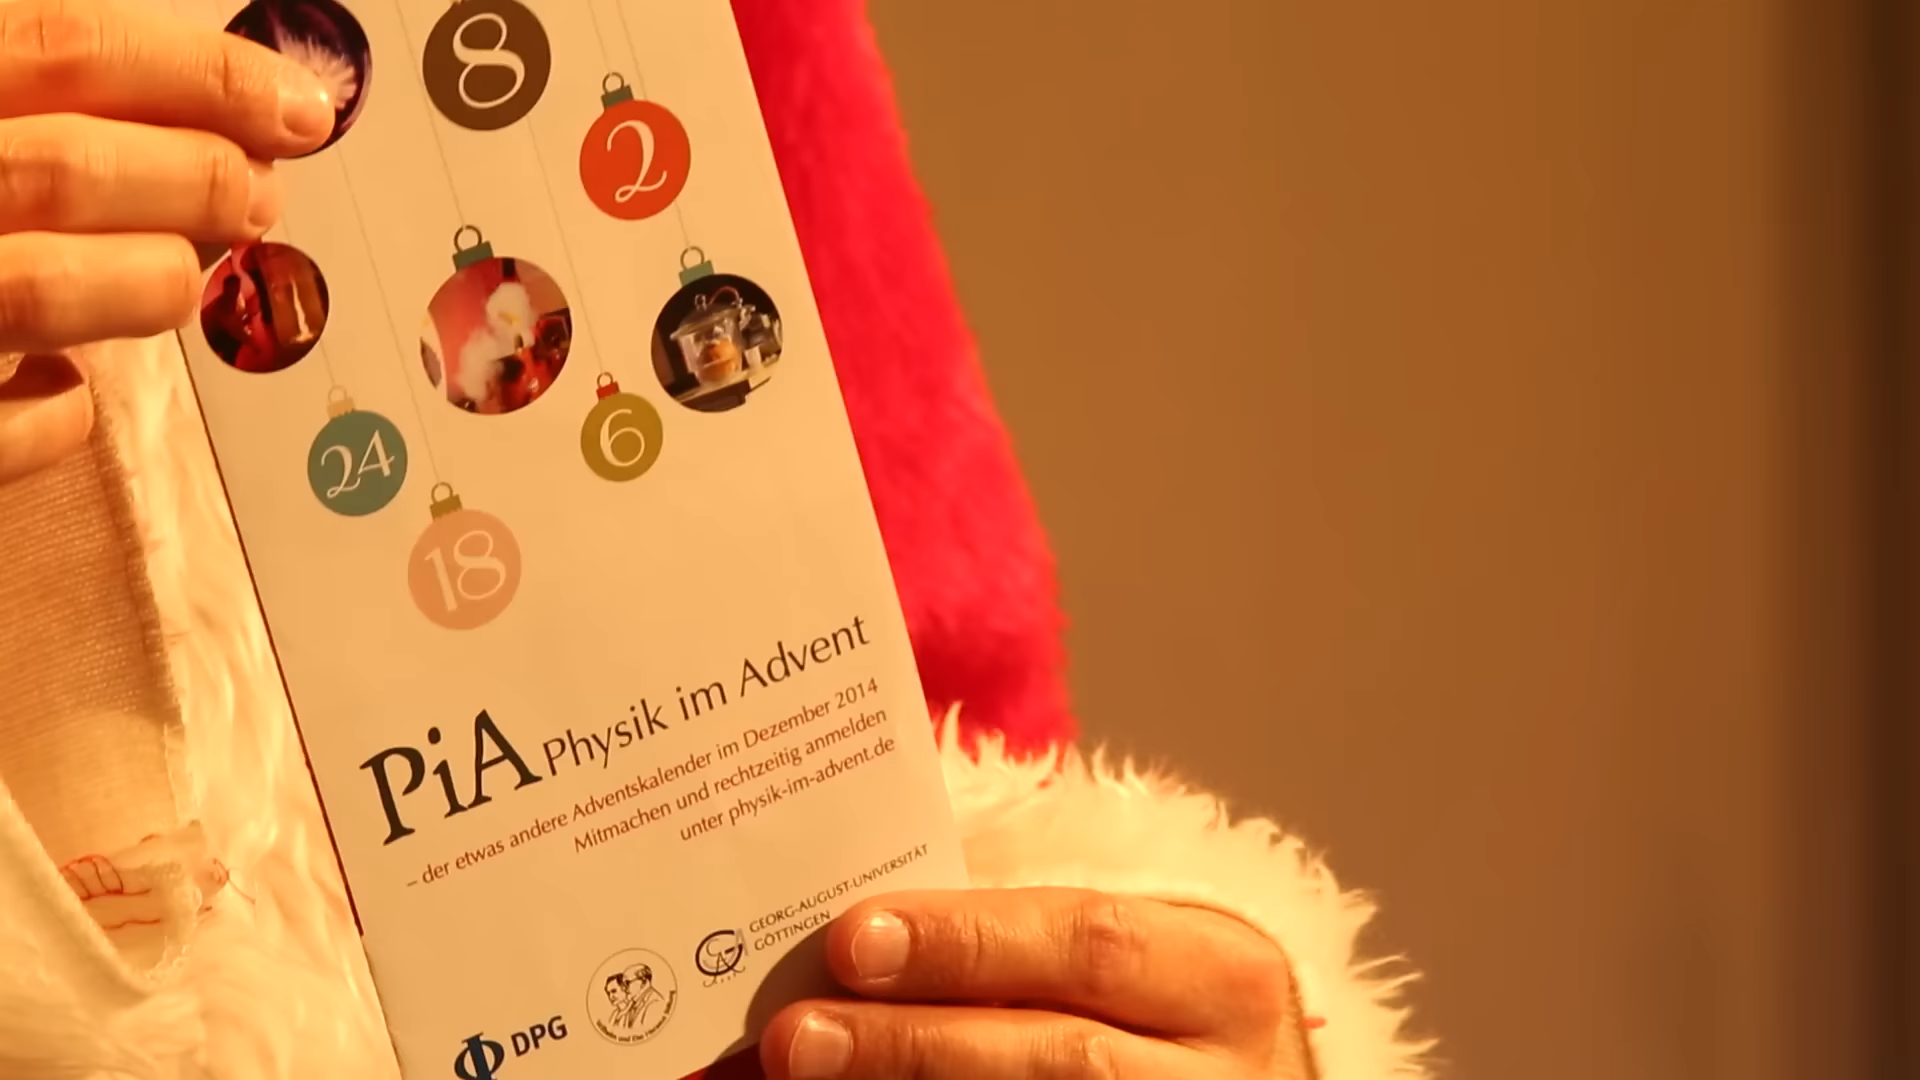 8
2
6
24
18
PiA Physik im Advent
– der etwas andere Adventskalender im Dezember 2014
Mitmachen und rechtzeitig anmelden
unter physik-im-advent.de
GEORG-AUGUST-UNIVERSITÄT
GÖTTINGEN
DPG